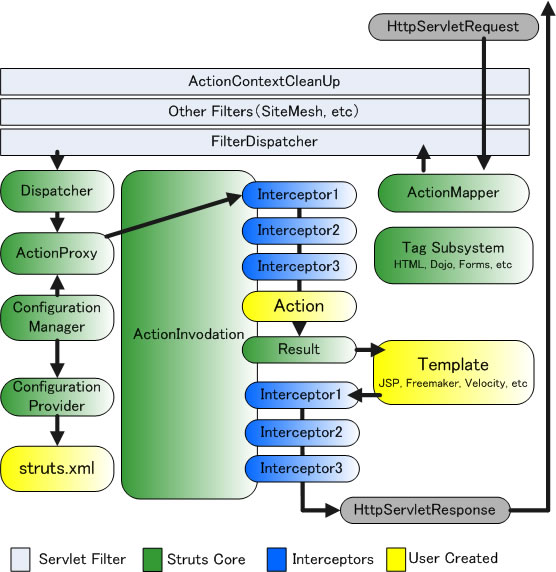 HttpServletRequest
ActionContextCleanUp
Other Filters(SiteMesh, etc)
FilterDispatcher
Dispatcher
ActionProxy
Configuration
Manager
Configuration
Provider
struts.xml
ActionInvodation
Interceptor1
Interceptor2
Interceptor3
Action
Result
Interceptor1
Interceptor2
Interceptor3
ActionMapper
Tag Subsystem
HTML, Dojo, Forms, etc
Template
JSP, Freemaker, Velocity, etc
HttpServletResponse
Servlet Filter
Struts Core
Interceptors
User Created